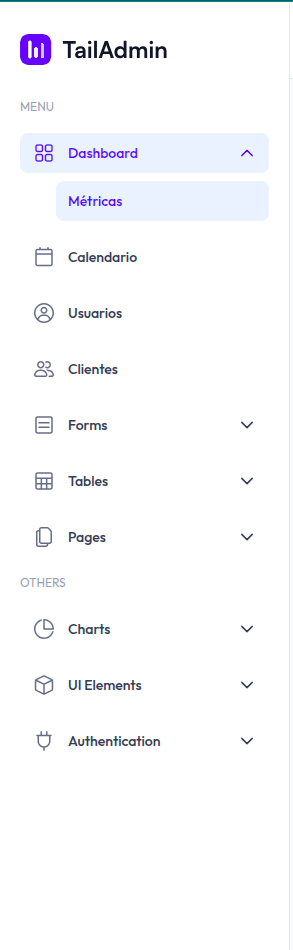 TailAdmin
MENU
Dashboard
Métricas
Calendario
Usuarios
Clientes
Forms
Tables
Pages
OTHERS
Charts
UI Elements
Authentication